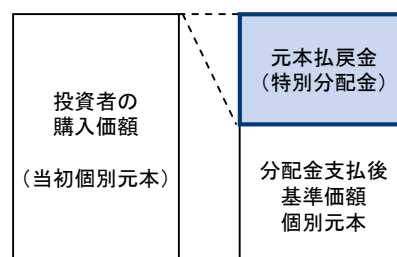 投資者の
購入価額
（当初個別元本）
元本払戻金
（特別分配金）
分配金支払後
基準価額
個別元本